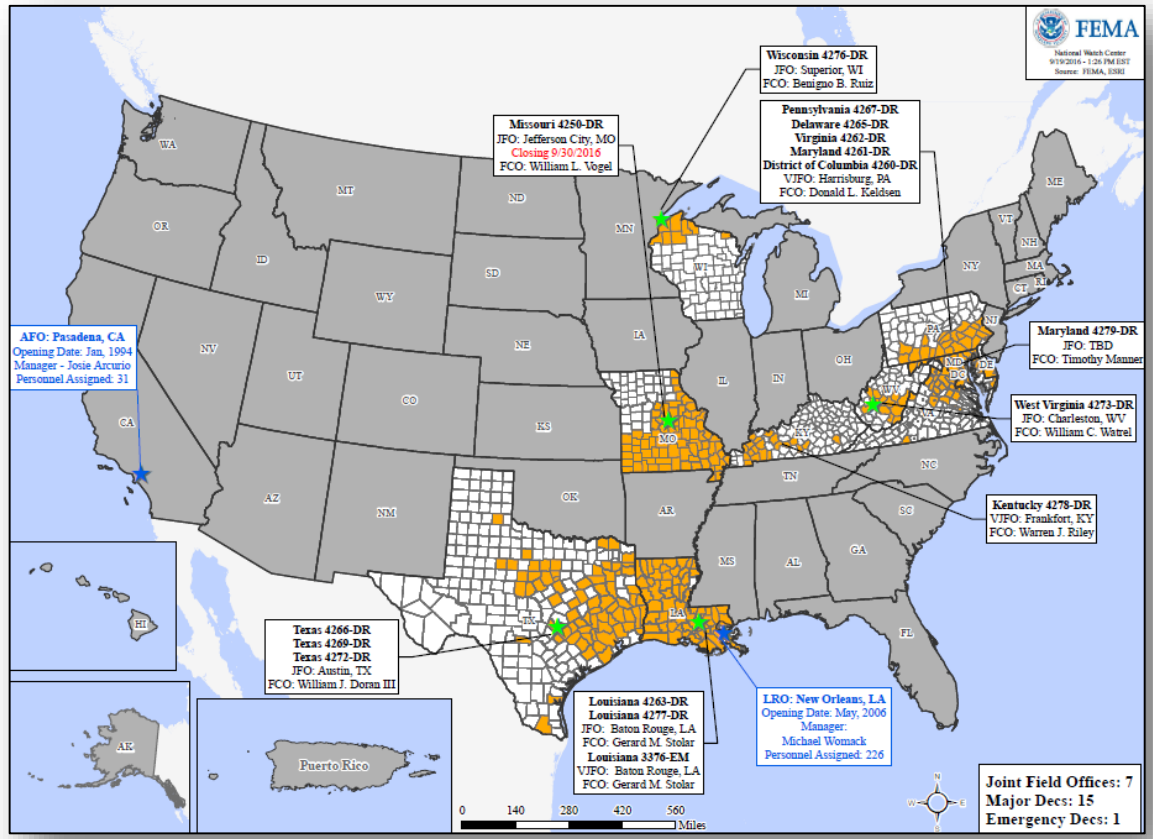 FEMA
National Watch Center
9/19/2016 - 1:26 PM EST
Source: FEMA, ESRI
Wisconsin 4276-DR
JFO: Superior, WI
FCO: Benigno B. Ruiz
Pennsylvania 4267-DR
Delaware 4265-DR
Virginia 4262-DR
Maryland 4261-DR
District of Columbia 4260-DR
VJFO: Harrisburg, PA
FCO: Donald L. Keldsen
Missouri 4250-DR
JFO: Jefferson City, MO
Closing 9/30/2016
FCO: William L. Vogel
WA
MT
ND
MN
ME
OR
ID
SD
WI
VT
NH
WY
MI
NY
MA
CT
RI
IA
NE
PA
NJ
AFO: Pasadena, CA
Opening Date: Jan, 1994
Manager - Josie Arcurio
Personnel Assigned: 31
Maryland 4279-DR
JFO: TBD
FCO: Timothy Manner
NV
UT
OH
IL
IN
MD
DC
DE
CO
WV
CA
KS
MO
KY
VA
West Virginia 4273-DR
JFO: Charleston, WV
FCO: William C. Watrel
NC
TN
AZ
NM
OK
AR
SC
Kentucky 4278-DR
VJFO: Frankfort, KY
FCO: Warren J. Riley
MS
AL
GA
TX
LA
HI
FL
Texas 4266-DR
Texas 4269-DR
Texas 4272-DR
JFO: Austin, TX
FCO: William J. Doran III
Louisiana 4263-DR
Louisiana 4277-DR
JFO: Baton Rouge, LA
FCO: Gerard M. Stolar
Louisiana 3376-EM
VJFO: Baton Rouge, LA
FCO: Gerard M. Stolar
LRO: New Orleans, LA
Opening Date: May, 2006
Manager:
Michael Womack
Personnel Assigned: 226
AK
Puerto Rico
N
W
E
S
0 140 280 420 560
Miles
Joint Field Offices: 7
Major Decs: 15
Emergency Decs: 1